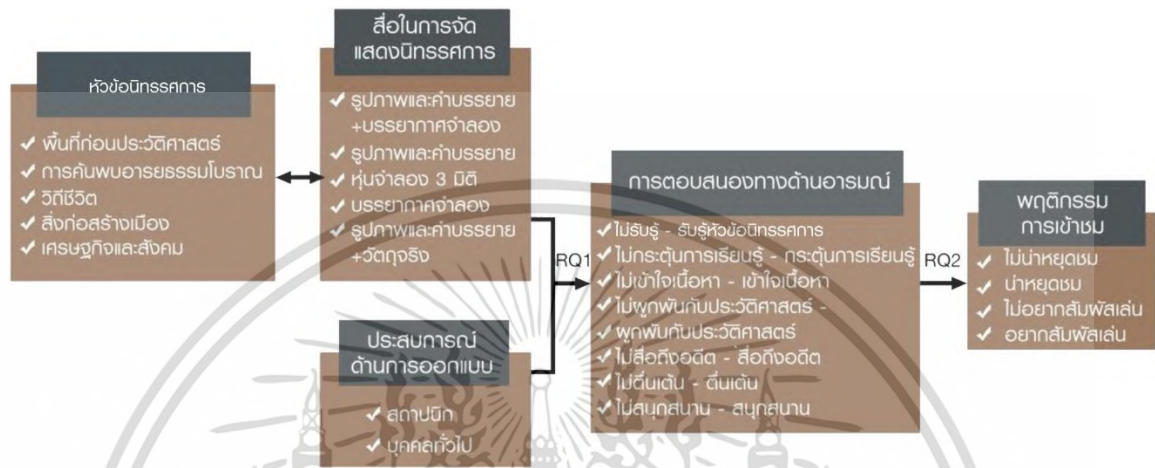 หัวข้อนิทรรศการ
✓ พื้นที่ก่อนประวัติศาสตร์
✓ การค้นพบอารยธรรมโบราณ
✓ วิถีชีวิต
✓ สิ่งก่อสร้างเมือง
✓ เศรษฐกิจและสังคม
สื่อในการจัด
แสดงนิทรรศการ
✓ รูปภาพและคำบรรยาย
+บรรยากาศจำลอง
✓ รูปภาพและคำบรรยาย
✓ หุ่นจำลอง 3 มิติ
✓ บรรยากาศจำลอง
✓ รูปภาพและคำบรรยาย
+วัตถุจริง
ประสบการณ์
ด้านการออกแบบ
✓ สถาปนิก
✓ บุคคลทั่วไป
RQ1
การตอบสนองทางด้านอารมณ์
✓ ไม่รับรู้ - รับรู้หัวข้อนิทรรศการ
✓ ไม่กระตุ้นการเรียนรู้ - กระตุ้นการเรียนรู้
✓ ไม่เข้าใจเนื้อหา - เข้าใจเนื้อหา
✓ ไม่ผูกพันกับประวัติศาสตร์ -
✓ ผูกพันกับประวัติศาสตร์
✓ ไม่สื่อถึงอดีต - สื่อถึงอดีต
✓ ไม่ตื่นเต้น - ตื่นเต้น
✓ ไม่สนุกสนาน - สนุกสนาน
RQ2
พฤติกรรม
การเข้าชม
✓ ไม่น่าหยุดชม
✓ น่าหยุดชม
✓ ไม่อยากสัมผัสเล่น
✓ อยากสัมผัสเล่น